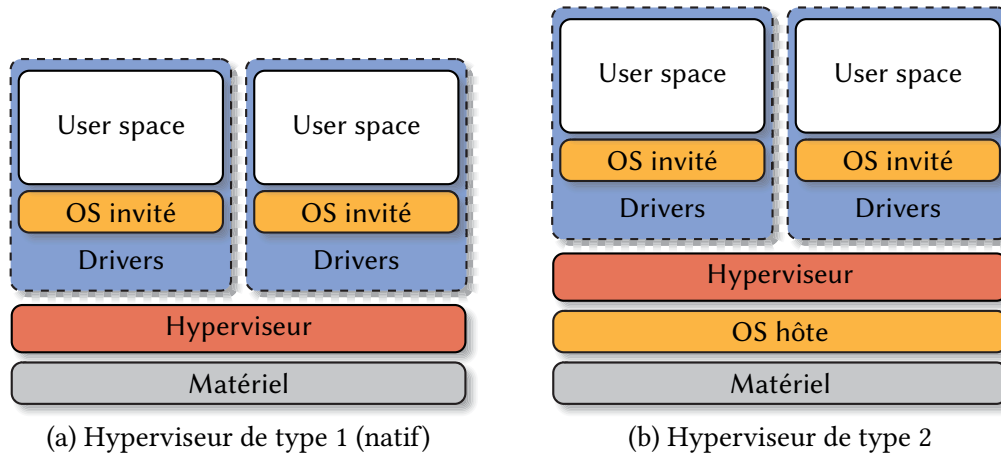 User space
User space
OS invité
OS invité
Drivers
Drivers
Hyperviseur
Matériel
(a) Hyperviseur de type 1 (natif)
User space
User space
OS invité
OS invité
Drivers
Drivers
Hyperviseur
OS hôte
Matériel
(b) Hyperviseur de type 2